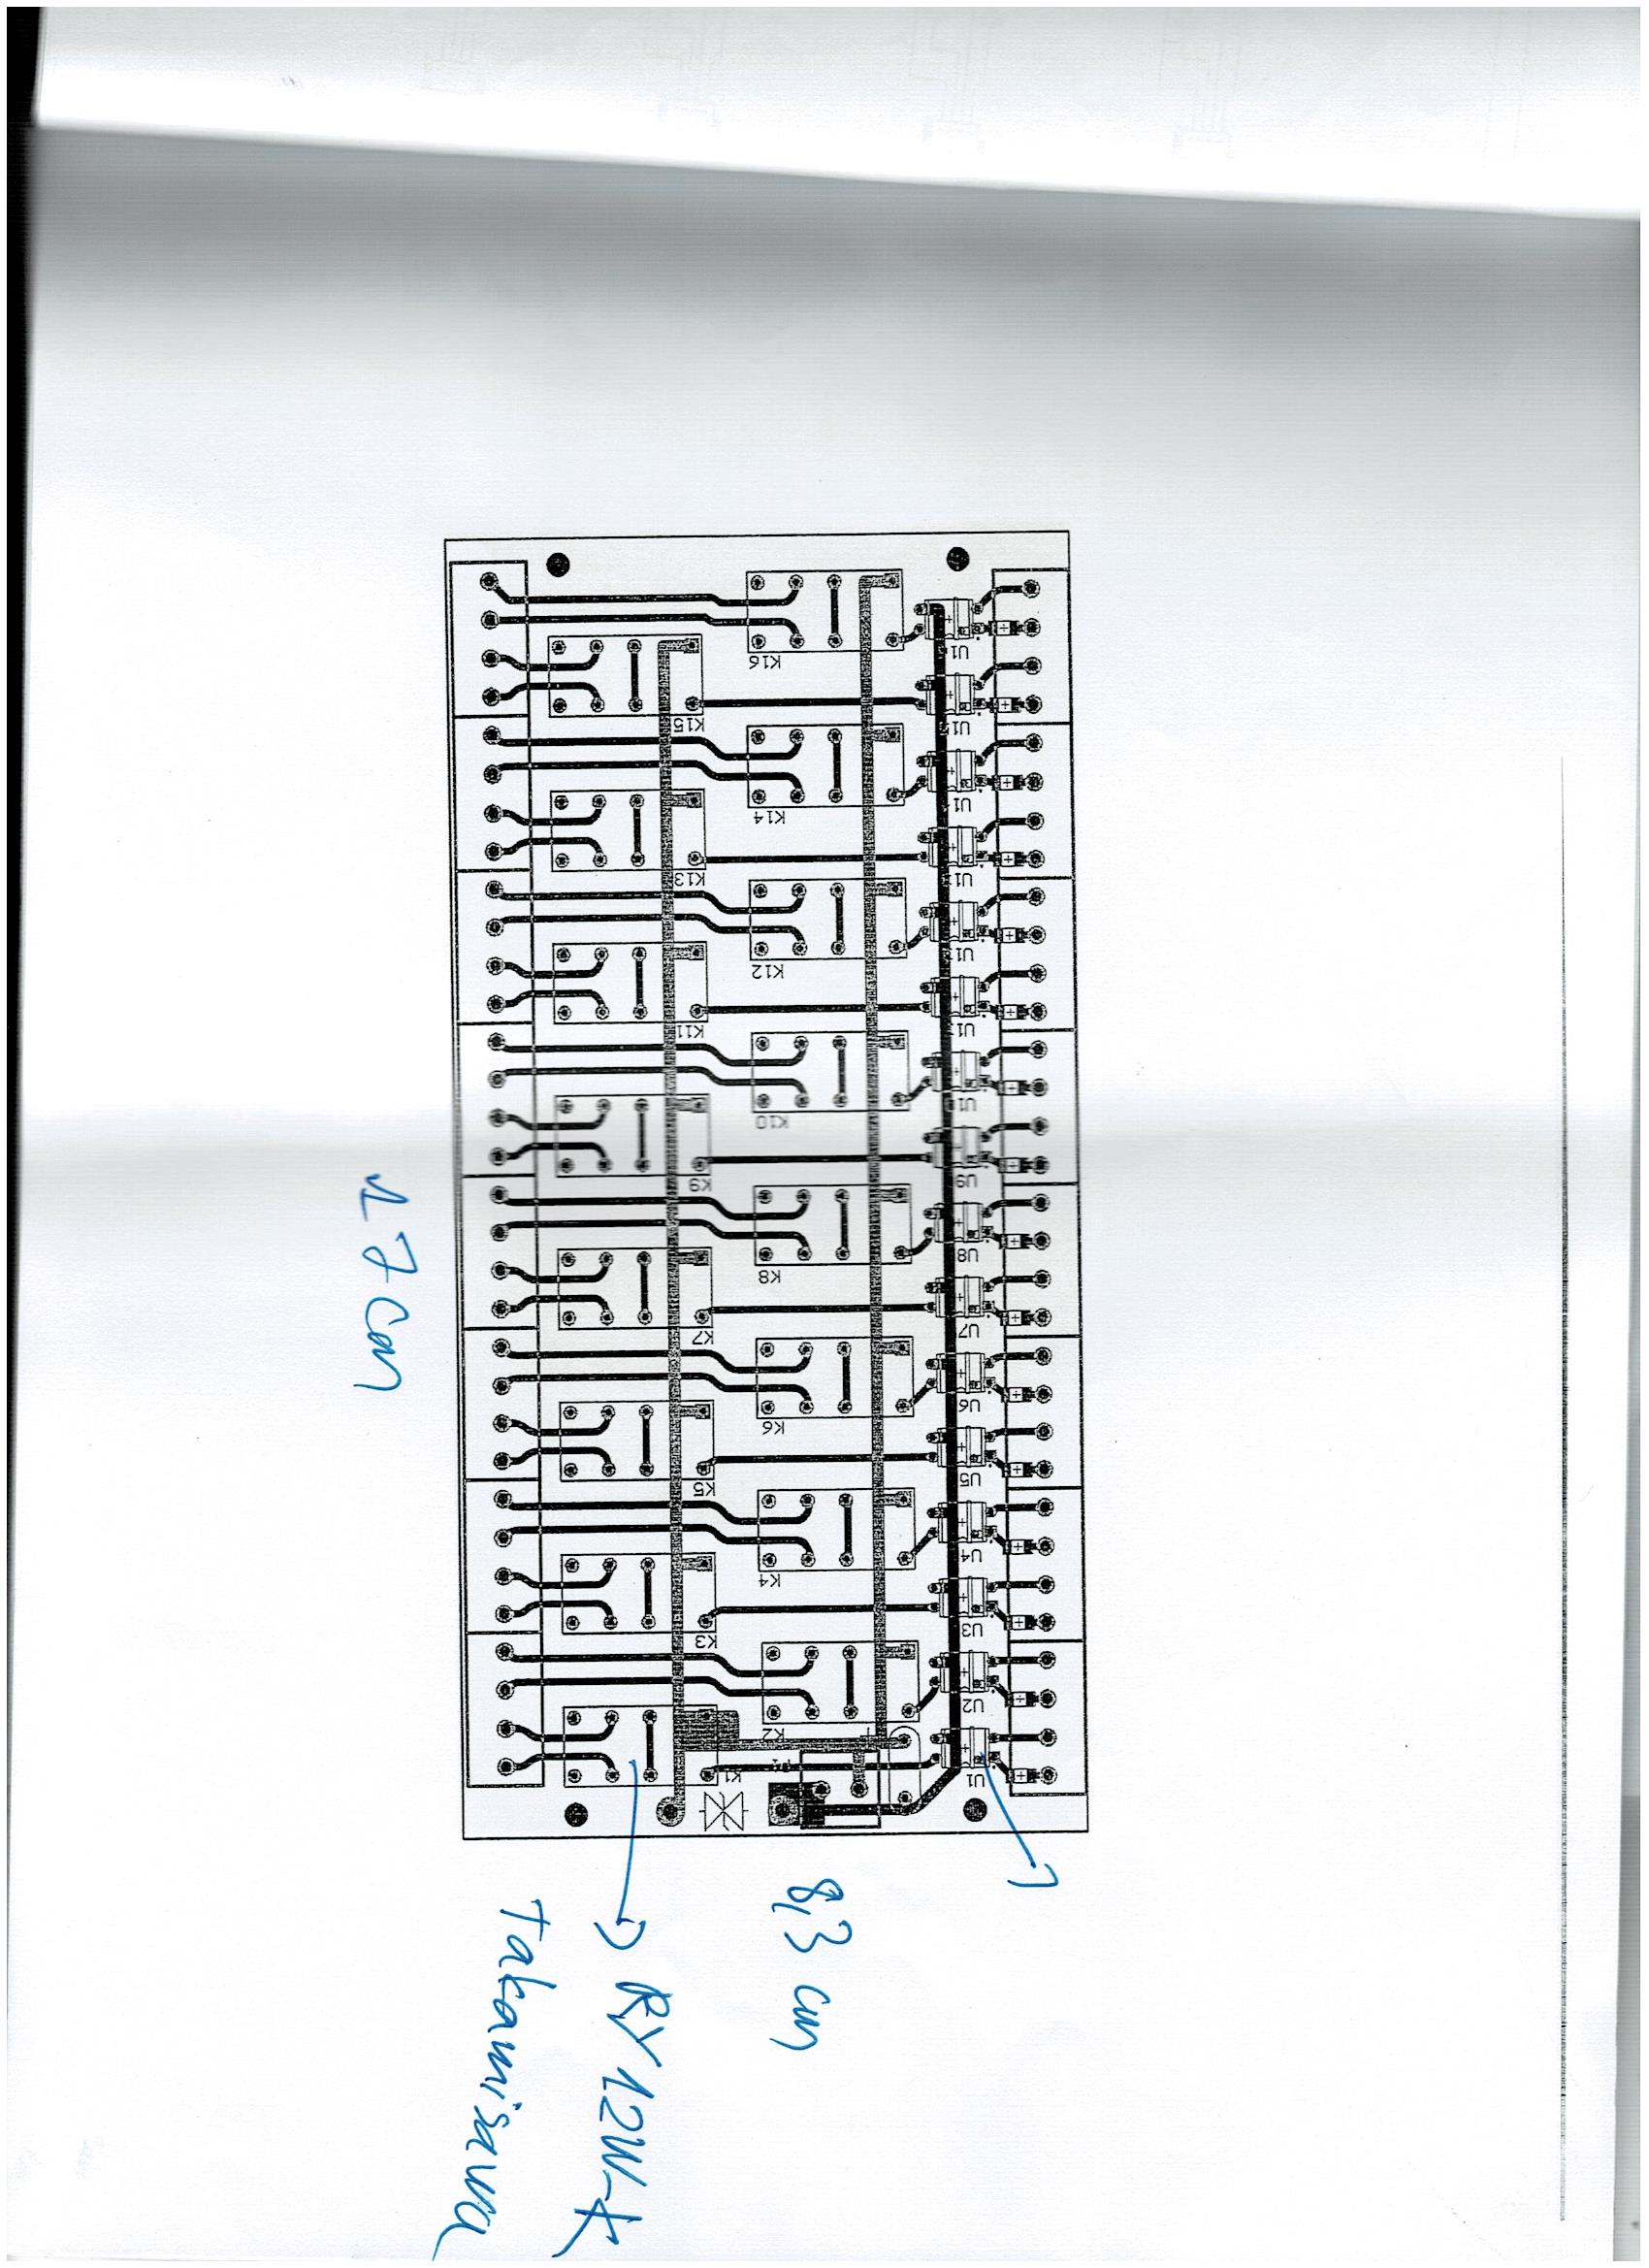 U1 U1 U1 U1 U1 U1 U1 U9 U8 U7 U6 U5 U4 U3 U2 U1
K16 K14 K12 K10 K8 K6 K4 K2
8,3 cm
K15 K13 K11 K9 K7 K5 K3 K1
RY 12W-K
Takamisawa
17 cm